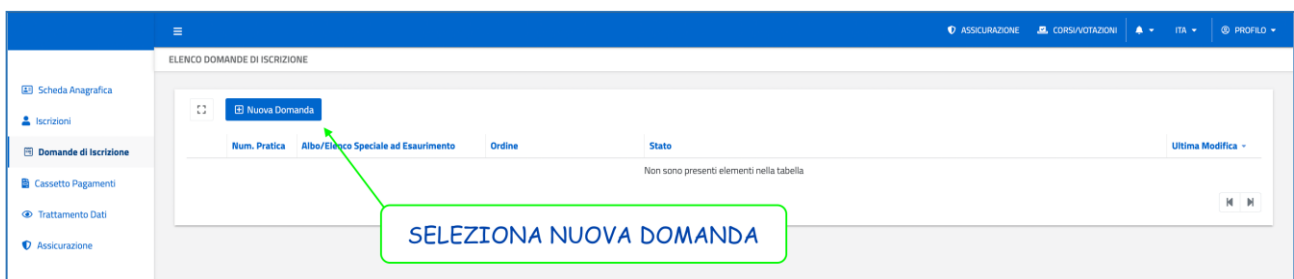 ASSICURAZIONE CORSI/VOTAZIONI ITA PROFILO
ELENCO DOMANDE DI ISCRIZIONE
Scheda Anagrafica
Iscrizioni
Domande di Iscrizione
Cassetto Pagamenti
Trattamento Dati
Assicurazione
Nuova Domanda
Num. Pratica Albo/Elenco Speciale ad Esaurimento Ordine Stato Ultima Modifica
Non sono presenti elementi nella tabella
SELEZIONA NUOVA DOMANDA